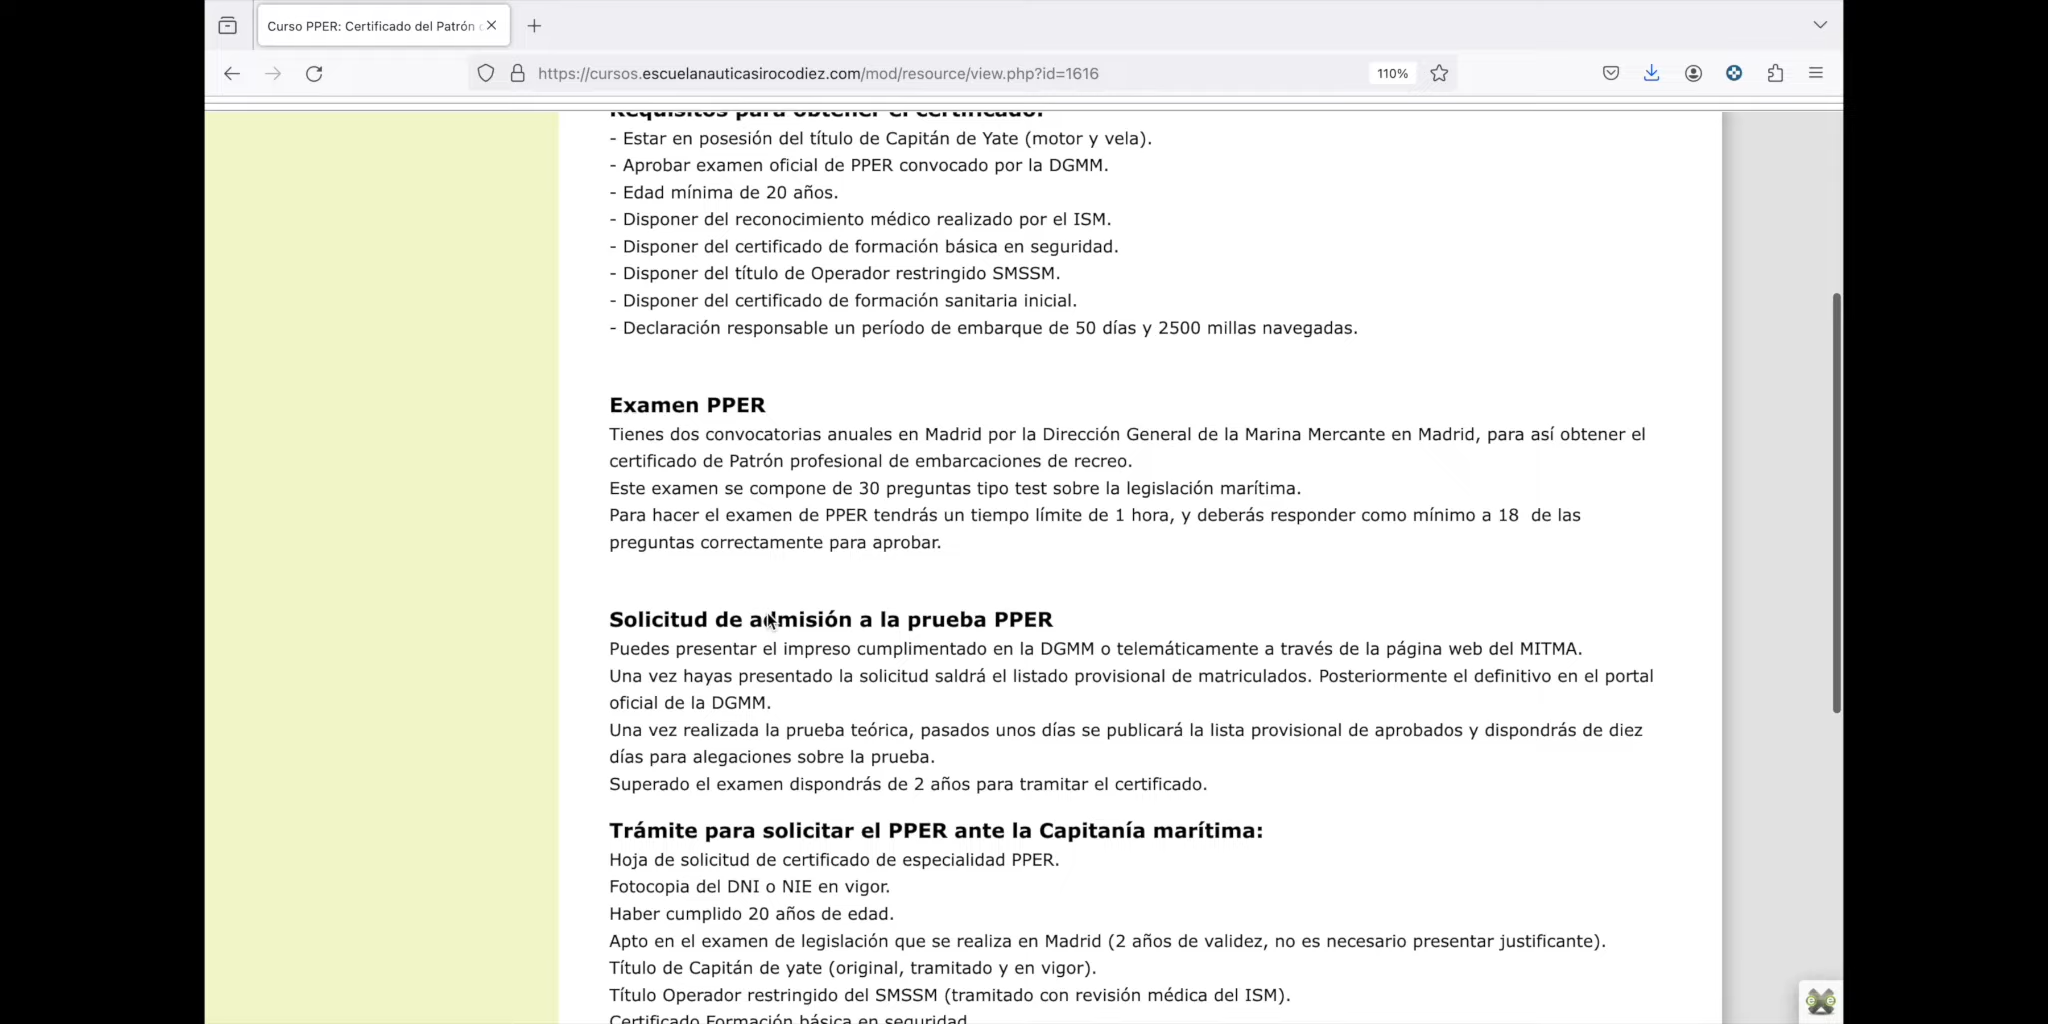 Curso PPER: Certificado del Patrón
https://cursos.escuelanauticasirocodiez.com/mod/resource/view.php?id=1616
110%
Requisitos para obtener el certificado:
- Estar en posesión del título de Capitán de Yate (motor y vela).
- Aprobar examen oficial de PPER convocado por la DGMM.
- Edad mínima de 20 años.
- Disponer del reconocimiento médico realizado por el ISM.
- Disponer del certificado de formación básica en seguridad.
- Disponer del título de Operador restringido SMSSM.
- Disponer del certificado de formación sanitaria inicial.
- Declaración responsable un período de embarque de 50 días y 2500 millas navegadas.
Examen PPER
Tienes dos convocatorias anuales en Madrid por la Dirección General de la Marina Mercante en Madrid, para así obtener el
certificado de Patrón profesional de embarcaciones de recreo.
Este examen se compone de 30 preguntas tipo test sobre la legislación marítima.
Para hacer el examen de PPER tendrás un tiempo límite de 1 hora, y deberás responder como mínimo a 18 de las
preguntas correctamente para aprobar.
Solicitud de admisión a la prueba PPER
Puedes presentar el impreso cumplimentado en la DGMM o telemáticamente a través de la página web del MITMA.
Una vez hayas presentado la solicitud saldrá el listado provisional de matriculados. Posteriormente el definitivo en el portal
oficial de la DGMM.
Una vez realizada la prueba teórica, pasados unos días se publicará la lista provisional de aprobados y dispondrás de diez
días para alegaciones sobre la prueba.
Superado el examen dispondrás de 2 años para tramitar el certificado.
Trámite para solicitar el PPER ante la Capitanía marítima:
Hoja de solicitud de certificado de especialidad PPER.
Fotocopia del DNI o NIE en vigor.
Haber cumplido 20 años de edad.
Apto en el examen de legislación que se realiza en Madrid (2 años de validez, no es necesario presentar justificante).
Título de Capitán de yate (original, tramitado y en vigor).
Título Operador restringido del SMSSM (tramitado con revisión médica del ISM).
Certificado Formación básica en seguridad